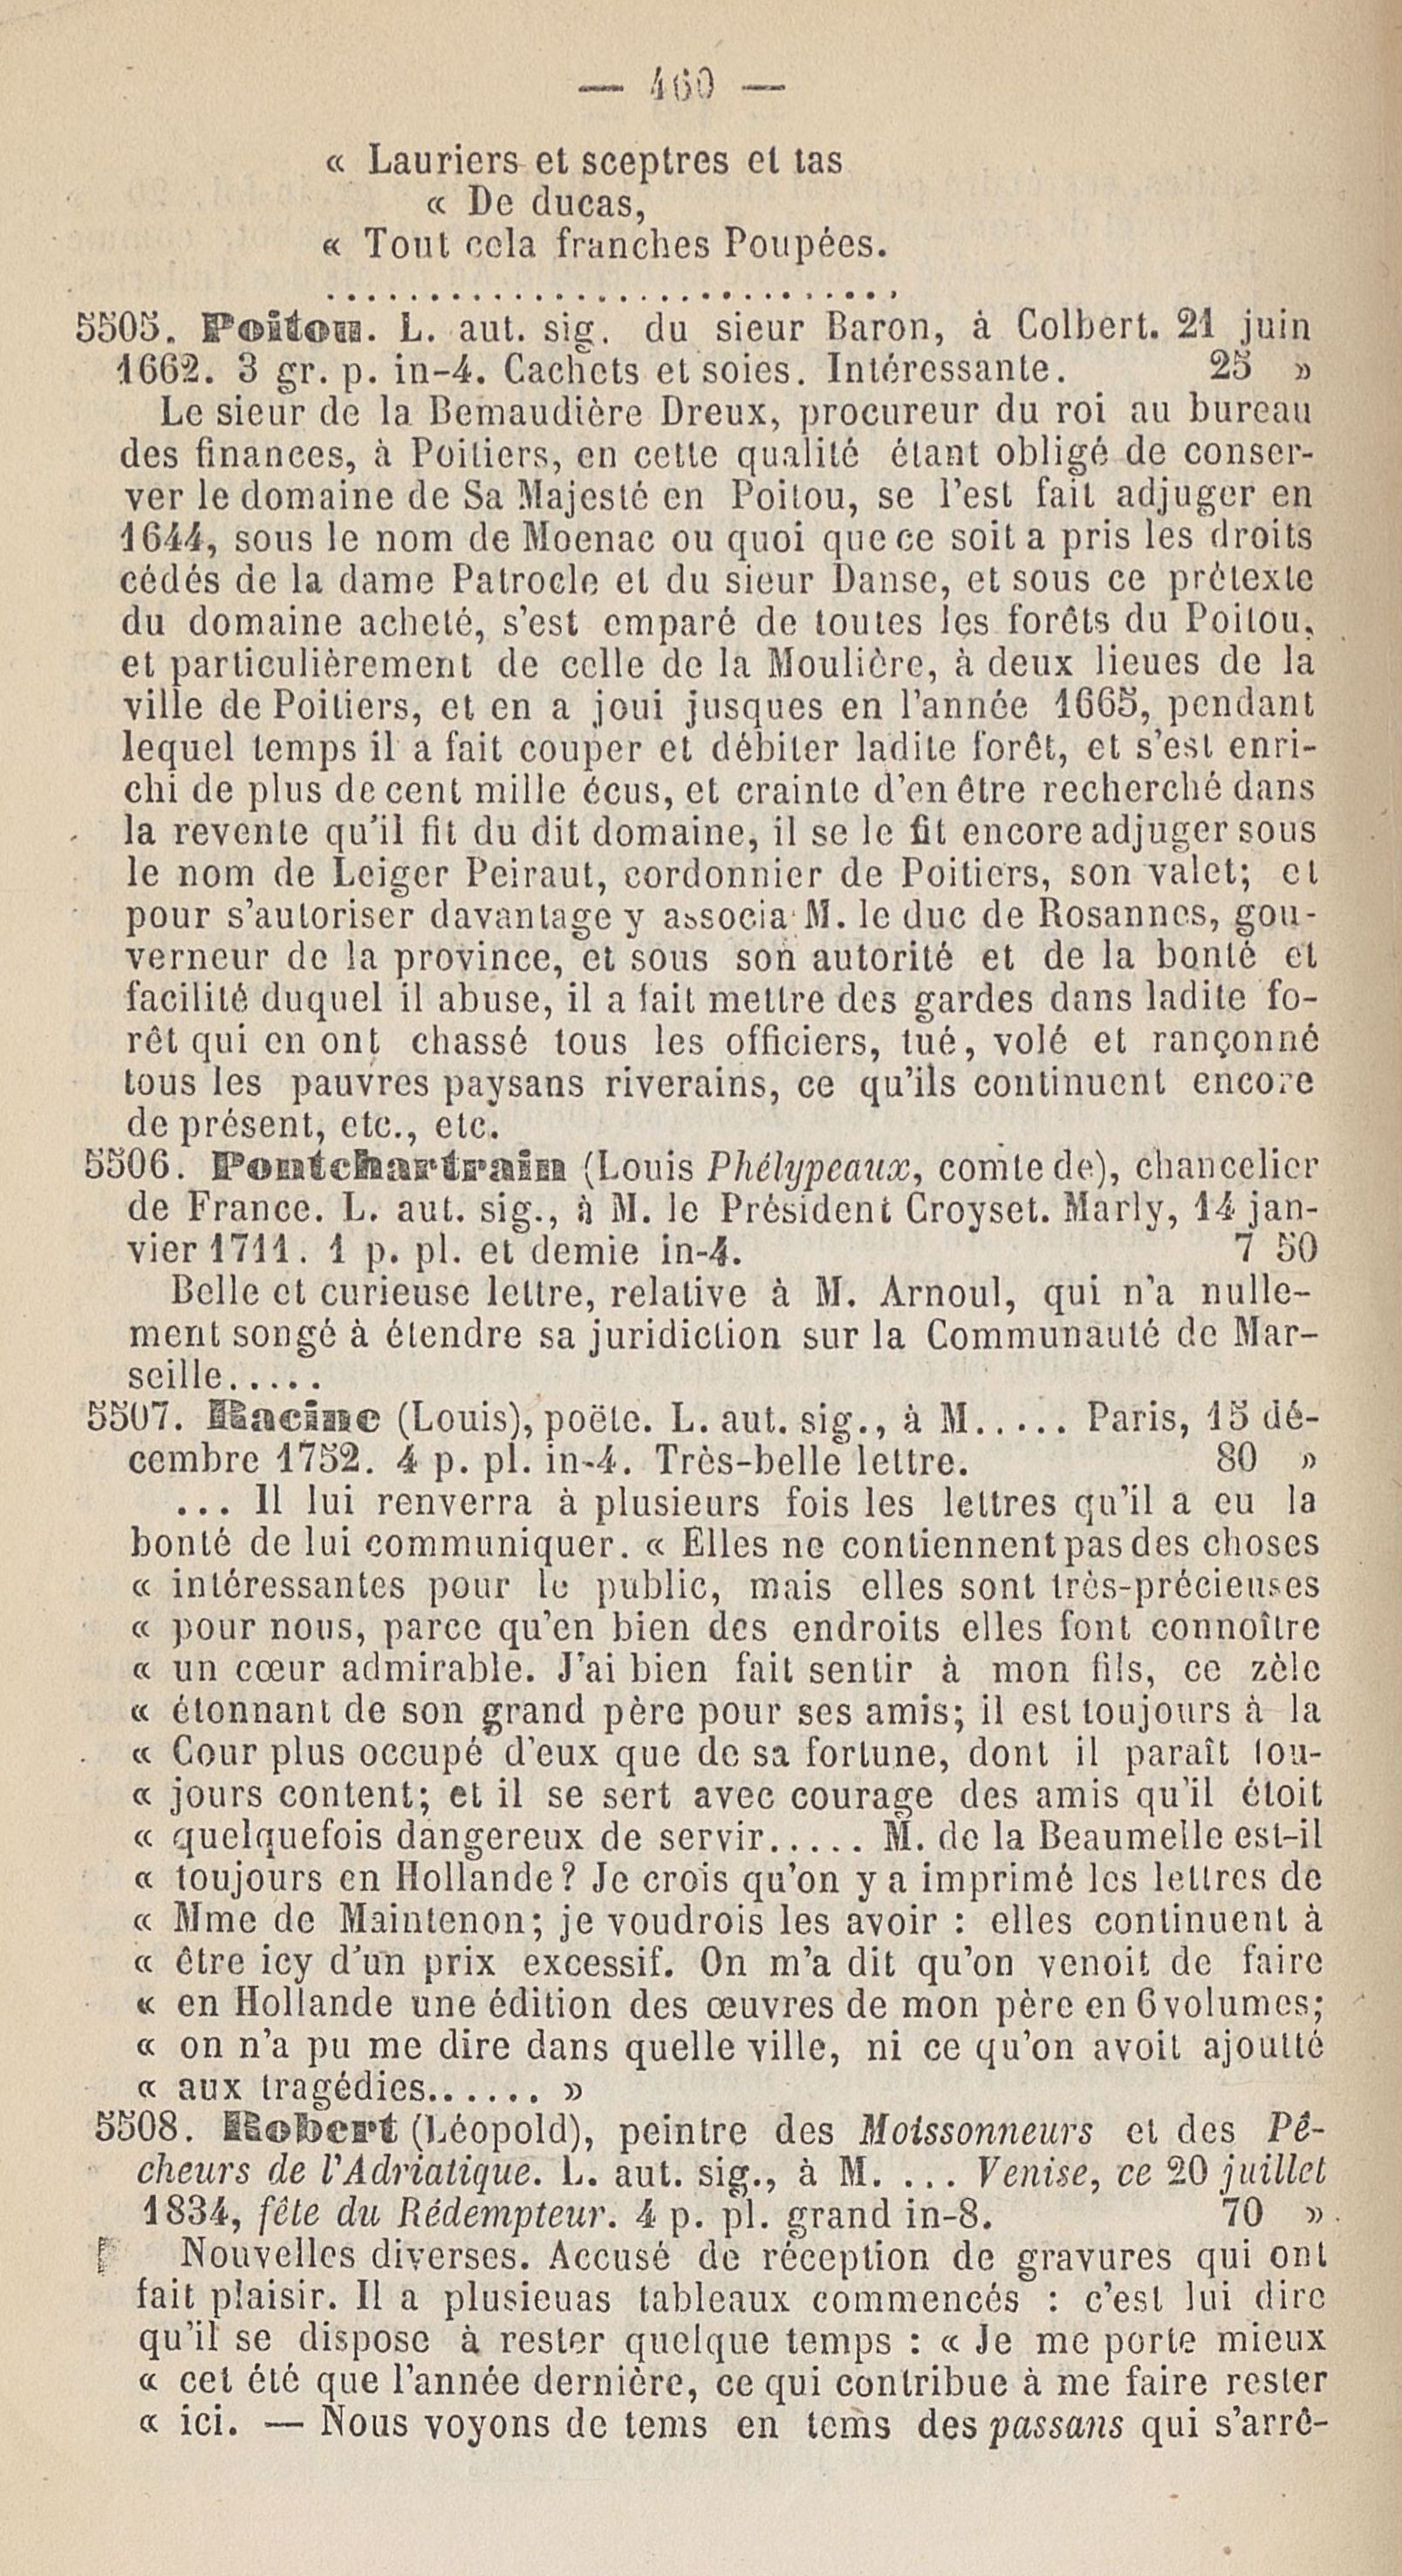 — 460 —
« Lauriers et sceptres et tas
« De ducas,
« Tout cela franches Poupées.
............................
5505. Poitou. L. aut. sig. du sieur Baron, à Colbert. 21 juin
1662. 3 gr. p. in-4. Cachets et soies. Intéressante. 25 »
Le sieur de la Bemaudière Dreux, procureur du roi au bureau
des finances, à Poitiers, en cette qualité étant obligé de conser-
ver le domaine de Sa Majesté en Poitou, se l'est fait adjuger en
1644, sous le nom de Moenac ou quoi que ce soit a pris les droits
cédés de la dame Patrocle et du sieur Danse, et sous ce prétexte
du domaine acheté, s'est emparé de toutes les forêts du Poitou,
et particulièrement de celle de la Moulière, à deux lieues de la
ville de Poitiers, et en a joui jusques en l'année 1665, pendant
lequel temps il a fait couper et débiter ladite forêt, et s'est enri-
chi de plus de cent mille écus, et crainte d'en être recherché dans
la revente qu'il fit du dit domaine, il se le fit encore adjuger sous
le nom de Leiger Peiraut, cordonnier de Poitiers, son valet; et
pour s'autoriser davantage y associa M. le duc de Rosannes, gou-
verneur de la province, et sous son autorité et de la bonté et
facilité duquel il abuse, il a fait mettre des gardes dans ladite fo-
rêt qui en ont chassé tous les officiers, tué, volé et rançonné
tous les pauvres paysans riverains, ce qu'ils continuent encore
de présent, etc., etc.
5506. Pontchartrain (Louis Phélypeaux, comte de), chancelier
de France. L. aut. sig., à M. le Président Croyset. Marly, 14 jan-
vier 1711. 1 p. pl. et demie in-4. 7 50
Belle et curieuse lettre, relative à M. Arnoul, qui n'a nulle-
ment songé à étendre sa juridiction sur la Communauté de Mar-
seille.....
5507. Racine (Louis), poëte. L. aut. sig., à M..... Paris, 15 dé-
cembre 1752. 4 p. pl. in-4. Très-belle lettre. 80 »
... Il lui renverra à plusieurs fois les lettres qu'il a eu la
bonté de lui communiquer. « Elles ne contiennent pas des choses
« intéressantes pour le public, mais elles sont très-précieuses
« pour nous, parce qu'en bien des endroits elles font connoître
« un cœur admirable. J'ai bien fait sentir à mon fils, ce zèle
« étonnant de son grand père pour ses amis; il est toujours à la
« Cour plus occupé d'eux que de sa fortune, dont il paraît tou-
« jours content; et il se sert avec courage des amis qu'il étoit
« quelquefois dangereux de servir..... M. de la Beaumelle est-il
« toujours en Hollande? Je crois qu'on y a imprimé les lettres de
« Mme de Maintenon; je voudrois les avoir : elles continuent à
« être icy d'un prix excessif. On m'a dit qu'on venoit de faire
« en Hollande une édition des œuvres de mon père en 6 volumes;
« on n'a pu me dire dans quelle ville, ni ce qu'on avoit ajoutté
« aux tragédies...... »
5508. Robert (Léopold), peintre des Moissonneurs et des Pê-
cheurs de l'Adriatique. L. aut. sig., à M. ... Venise, ce 20 juillet
1834, fête du Rédempteur. 4 p. pl. grand in-8. 70 »
Nouvelles diverses. Accusé de réception de gravures qui ont
fait plaisir. Il a plusieuas tableaux commencés : c'est lui dire
qu'il se dispose à rester quelque temps : « Je me porte mieux
« cet été que l'année dernière, ce qui contribue à me faire rester
« ici. — Nous voyons de tems en tems des passans qui s'arrê-